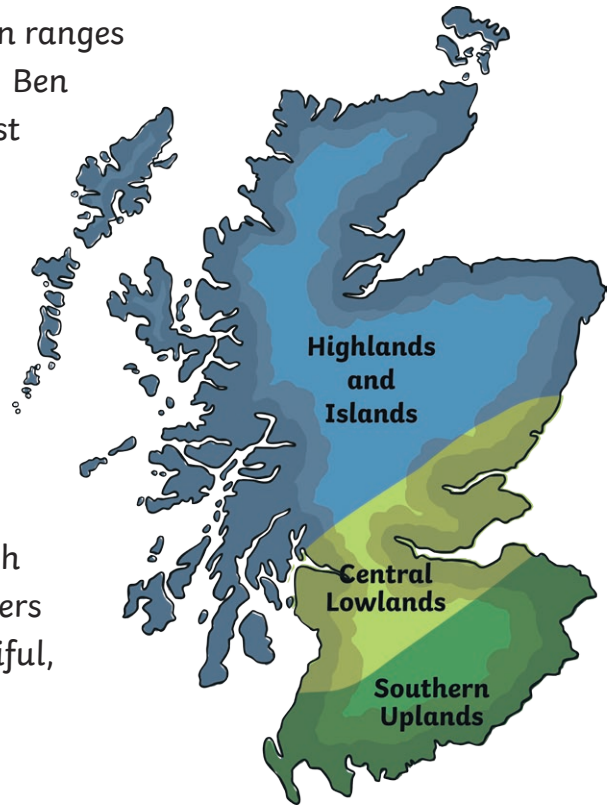 n ranges
Ben
st
Highlands
and
Islands
h
Central
Lowlands
ers
iful,
Southern
Uplands